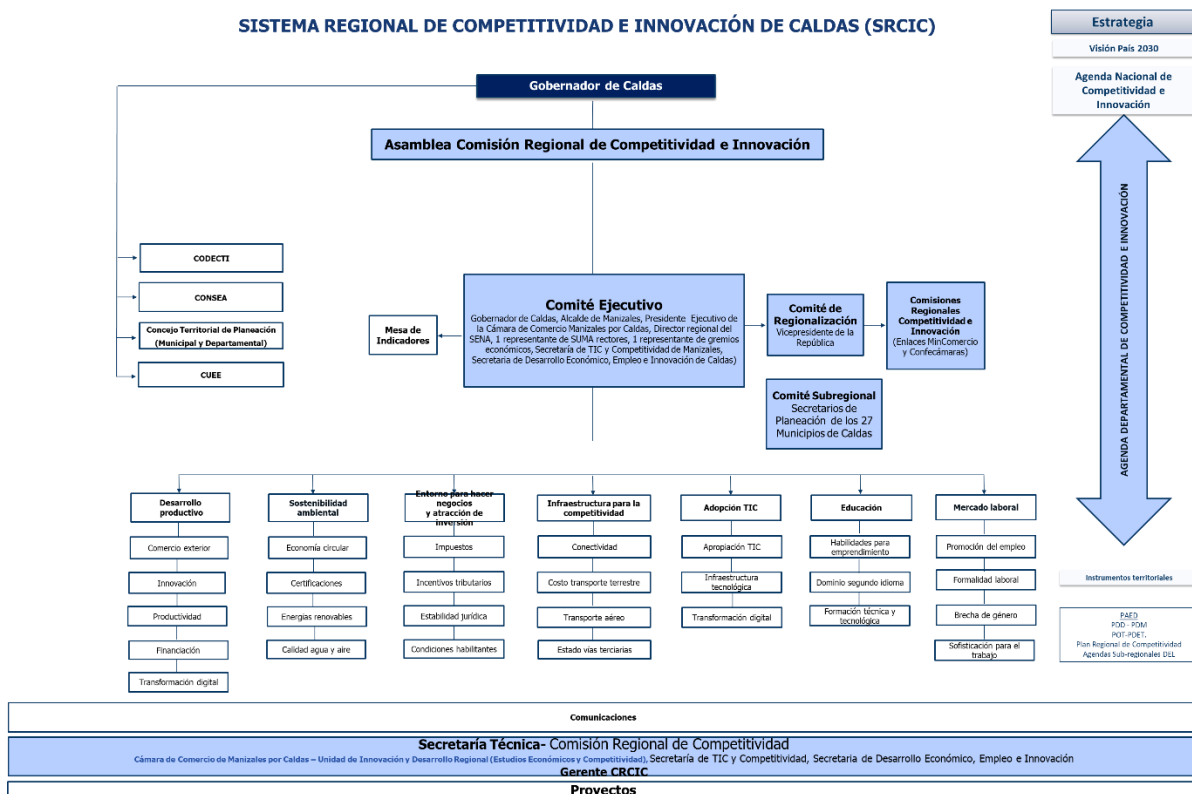 SISTEMA REGIONAL DE COMPETITIVIDAD E INNOVACIÓN DE CALDAS (SRCIC)
Estrategia
Visión País 2030
Agenda Nacional de
Competitividad e
Innovación
Gobernador de Caldas
Asamblea Comisión Regional de Competitividad e Innovación
AGENDA DEPARTAMENTAL DE COMPETITIVIDAD E INNOVACIÓN
CODECTI
CONSEA
Concejo Territorial de Planeación
(Municipal y Departamental)
CUEE
Mesa de
Indicadores
Comité Ejecutivo
Gobernador de Caldas, Alcalde de Manizales, Presidente Ejecutivo de
la Cámara de Comercio Manizales por Caldas, Director regional del
SENA, 1 representante de SUMA rectores, 1 representante de gremios
económicos, Secretaría de TIC y Competitividad de Manizales,
Secretaria de Desarrollo Económico, Empleo e Innovación de Caldas)
Comité de
Regionalización
Vicepresidente de la
República
Comisiones
Regionales
Competitividad e
Innovación
(Enlaces MinComercio
y Confecámaras)
Comité Subregional
Secretarios de
Planeación de los 27
Municipios de Caldas
Desarrollo
productivo
Comercio exterior
Innovación
Productividad
Financiación
Transformación digital
Sostenibilidad
ambiental
Economía circular
Certificaciones
Energías renovables
Calidad agua y aire
Entorno para hacer
negocios
y atracción de
inversión
Impuestos
Incentivos tributarios
Estabilidad jurídica
Condiciones habilitantes
Infraestructura para la
competitividad
Conectividad
Costo transporte terrestre
Transporte aéreo
Estado vías terciarias
Adopción TIC
Apropiación TIC
Infraestructura
tecnológica
Transformación digital
Educación
Habilidades para
emprendimiento
Dominio segundo idioma
Formación técnica y
tecnológica
Mercado laboral
Promoción del empleo
Formalidad laboral
Brecha de género
Sofisticación para el
trabajo
Instrumentos territoriales
PAED
PDD - PDM
POT-PDET.
Plan Regional de Competitividad
Agendas Sub-regionales DEL
Comunicaciones
Secretaría Técnica- Comisión Regional de Competitividad
Cámara de Comercio de Manizales por Caldas – Unidad de Innovación y Desarrollo Regional (Estudios Económicos y Competitividad), Secretaría de TIC y Competitividad, Secretaria de Desarrollo Económico, Empleo e Innovación
Gerente CRCIC
Proyectos